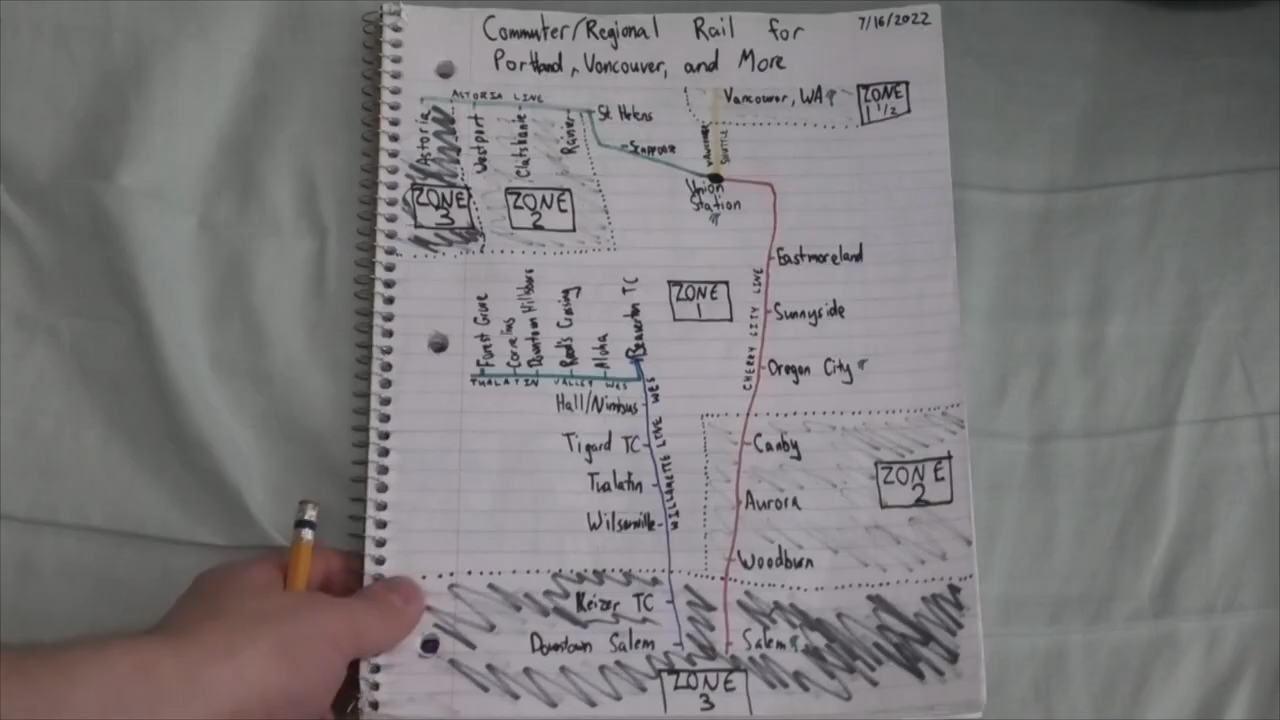 Commuter/Regional Rail for
7/16/2022
Portland, Vancouver, and More
ASTORIA LINE
Vancouver, WA
ZONE
1 1/2
Astoria
Westport
Clatskanie
Rainier
St. Helens
Scappoose
VANCOUVER
SHUTTLE
ZONE
3
ZONE
2
Union
Station
Eastmoreland
ZONE
1
Sunnyside
CHERRY CITY LINE
Oregon City
Forest Grove
Cornelius
Downtown Hillsboro
Reed's Crossing
Aloha
Beaverton TC
TUALATIN VALLEY WES
Hall/Nimbus
Tigard TC
Tualatin
Wilsonville
WILLAMETTE LINE WES
Canby
ZONE
2
Aurora
Woodburn
Keizer TC
Downtown Salem
Salem
ZONE
3